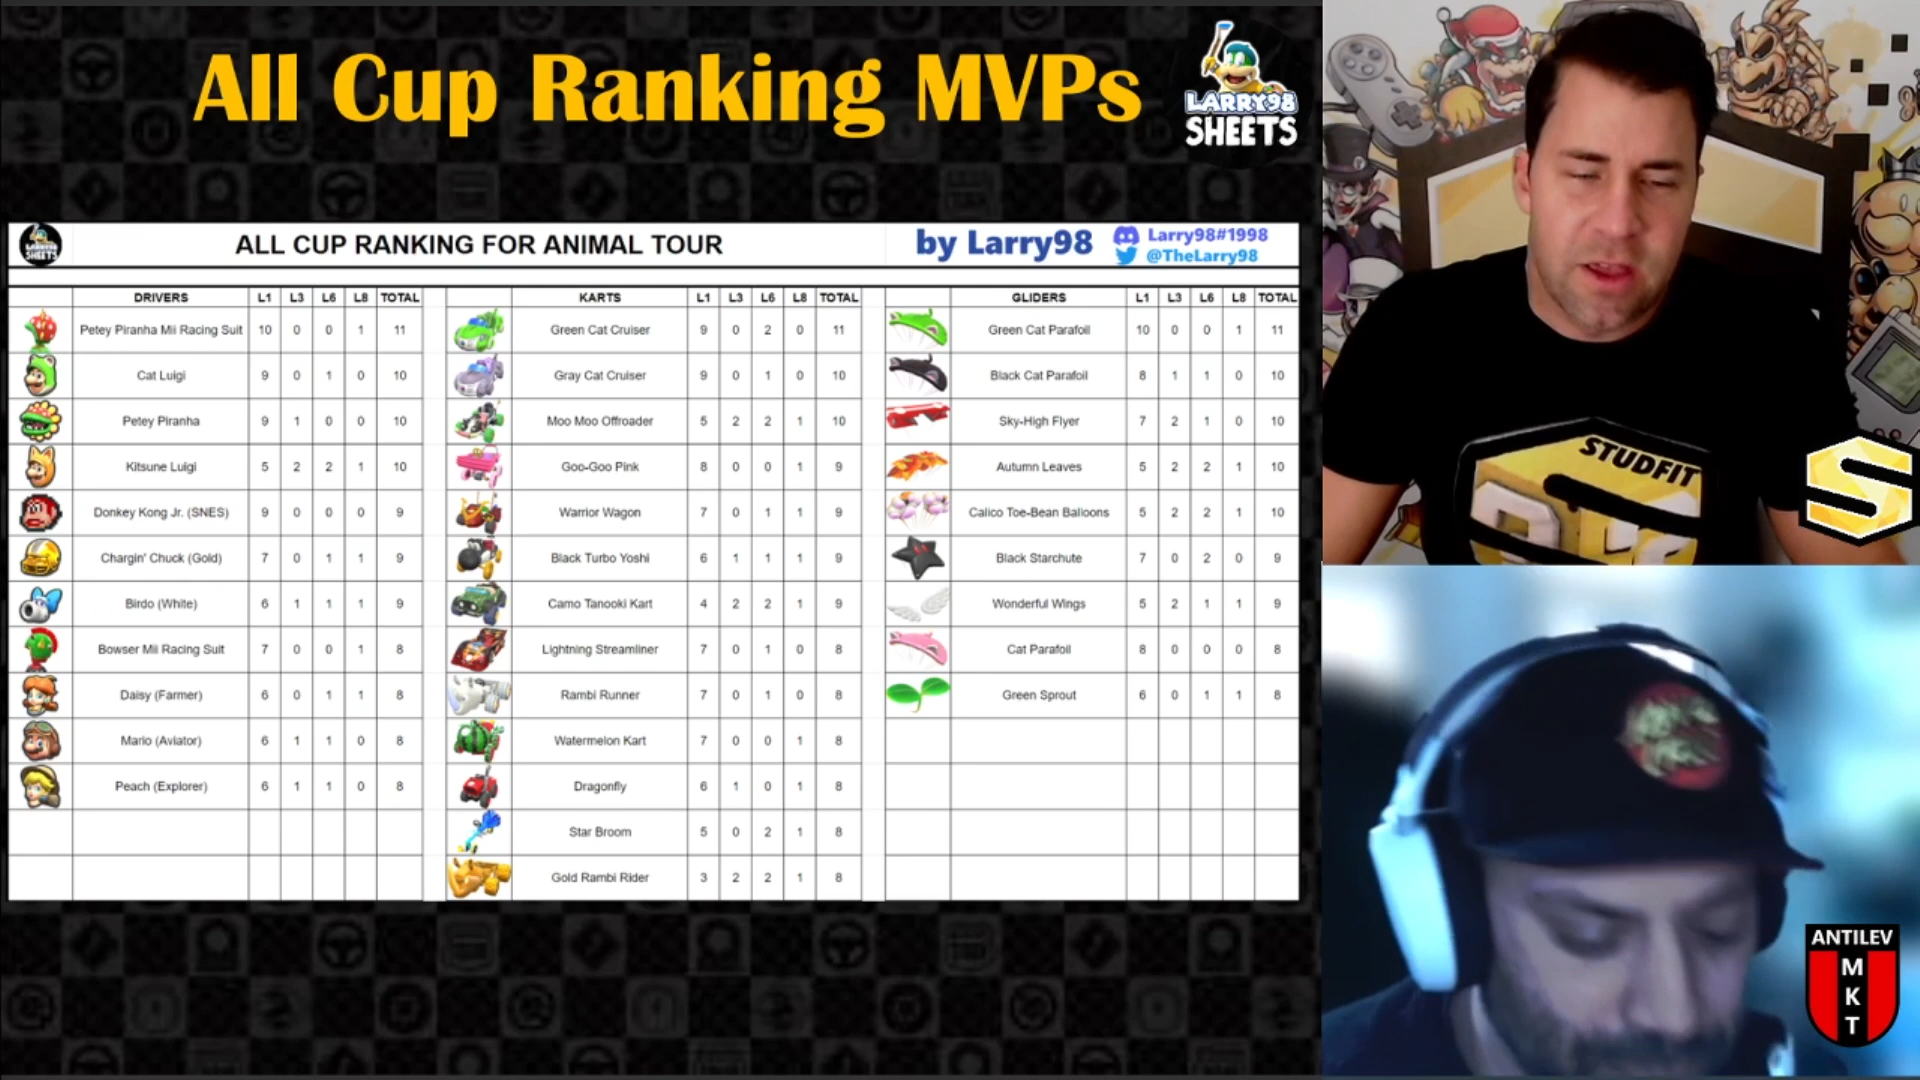 All Cup Ranking MVPs
LARRY98
SHEETS
ALL CUP RANKING FOR ANIMAL TOUR
by Larry98
Larry98#1998
@TheLarry98
DRIVERS L1 L3 L6 L8 TOTAL
Petey Piranha Mii Racing Suit 10 0 0 1 11
Cat Luigi 9 0 1 0 10
Petey Piranha 9 1 0 0 10
Kitsune Luigi 5 2 2 1 10
Donkey Kong Jr. (SNES) 9 0 0 0 9
Chargin' Chuck (Gold) 7 0 1 1 9
Birdo (White) 6 1 1 1 9
Bowser Mii Racing Suit 7 0 0 1 8
Daisy (Farmer) 6 0 1 1 8
Mario (Aviator) 6 1 1 0 8
Peach (Explorer) 6 1 1 0 8
KARTS L1 L3 L6 L8 TOTAL
Green Cat Cruiser 9 0 2 0 11
Gray Cat Cruiser 9 0 1 0 10
Moo Moo Offroader 5 2 2 1 10
Goo-Goo Pink 8 0 0 1 9
Warrior Wagon 7 0 1 1 9
Black Turbo Yoshi 6 1 1 1 9
Camo Tanooki Kart 4 2 2 1 9
Lightning Streamliner 7 0 1 0 8
Rambi Runner 7 0 1 0 8
Watermelon Kart 7 0 0 1 8
Dragonfly 6 1 0 1 8
Star Broom 5 0 2 1 8
Gold Rambi Rider 3 2 2 1 8
GLIDERS L1 L3 L6 L8 TOTAL
Green Cat Parafoil 10 0 0 1 11
Black Cat Parafoil 8 1 1 0 10
Sky-High Flyer 7 2 1 0 10
Autumn Leaves 5 2 2 1 10
Calico Toe-Bean Balloons 5 2 2 1 10
Black Starchute 7 0 2 0 9
Wonderful Wings 5 2 1 1 9
Cat Parafoil 8 0 0 0 8
Green Sprout 6 0 1 1 8
STUDFIT
S
ANTILEV
M
K
T